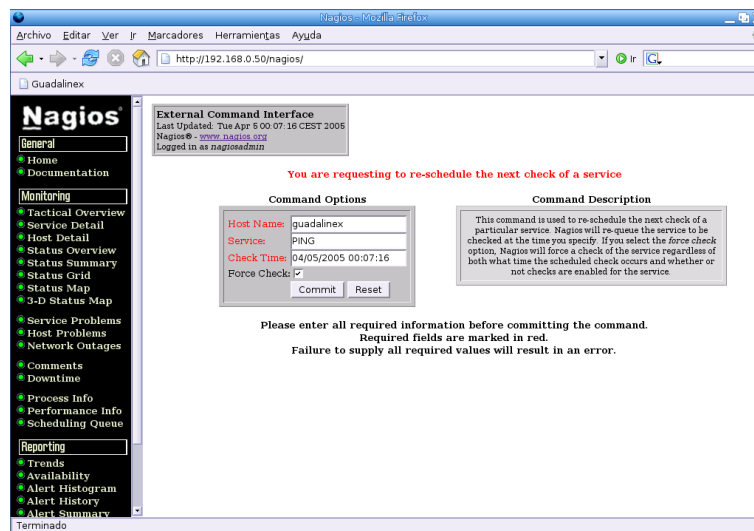 Nagios - Mozilla Firefox
Archivo Editar Ver Ir Marcadores Herramientas Ayuda
http://192.168.0.50/nagios/
Ir
G
Guadalinex
Nagios®
General
Home
Documentation
Monitoring
Tactical Overview
Service Detail
Host Detail
Status Overview
Status Summary
Status Grid
Status Map
3-D Status Map
Service Problems
Host Problems
Network Outages
Comments
Downtime
Process Info
Performance Info
Scheduling Queue
Reporting
Trends
Availability
Alert Histogram
Alert History
Alert Summary
External Command Interface
Last Updated: Tue Apr 5 00:07:16 CEST 2005
Nagios® - www.nagios.org
Logged in as nagiosadmin
You are requesting to re-schedule the next check of a service
Command Options
Host Name: guadalinex
Service: PING
Check Time: 04/05/2005 00:07:16
Force Check:
Commit Reset
Command Description
This command is used to re-schedule the next check of a
particular service. Nagios will re-queue the service to be
checked at the time you specify. If you select the force check
option, Nagios will force a check of the service regardless of
both what time the scheduled check occurs and whether or
not checks are enabled for the service.
Please enter all required information before committing the command.
Required fields are marked in red.
Failure to supply all required values will result in an error.
Terminado